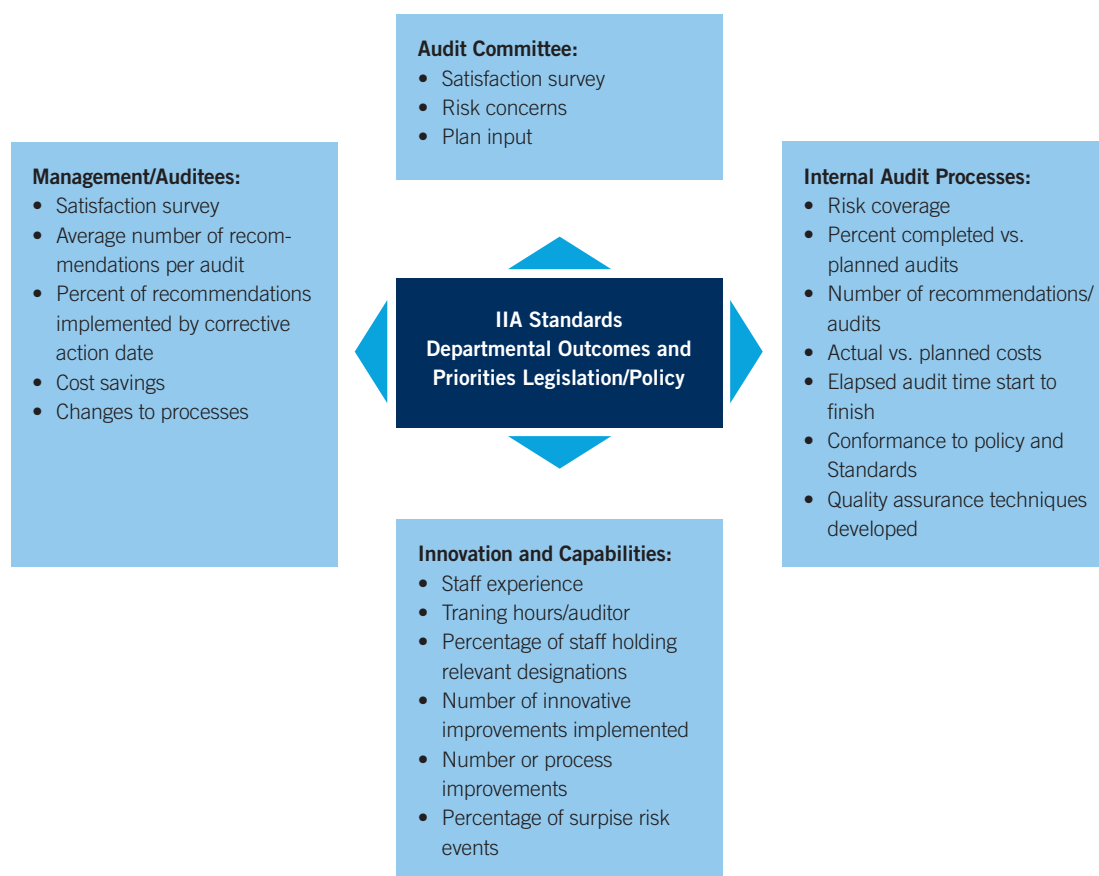 Audit Committee:
• Satisfaction survey
• Risk concerns
• Plan input
Management/Auditees:
• Satisfaction survey
• Average number of recom-
mendations per audit
• Percent of recommendations
implemented by corrective
action date
• Cost savings
• Changes to processes
IIA Standards
Departmental Outcomes and
Priorities Legislation/Policy
Internal Audit Processes:
• Risk coverage
• Percent completed vs.
planned audits
• Number of recommendations/
audits
• Actual vs. planned costs
• Elapsed audit time start to
finish
• Conformance to policy and
Standards
• Quality assurance techniques
developed
Innovation and Capabilities:
• Staff experience
• Traning hours/auditor
• Percentage of staff holding
relevant designations
• Number of innovative
improvements implemented
• Number or process
improvements
• Percentage of surpise risk
events